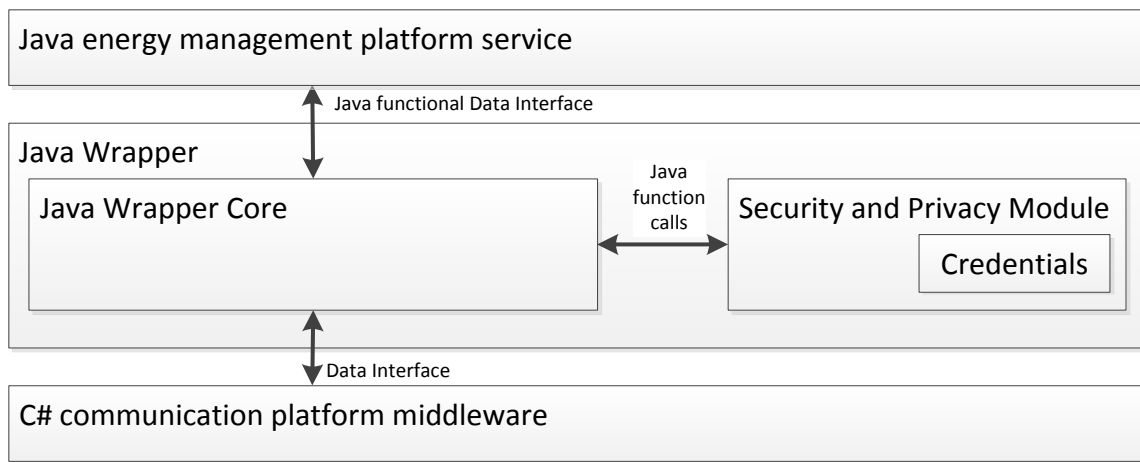 Java energy management platform service
Java functional Data Interface
Java Wrapper
Java Wrapper Core
Java
function
calls
Security and Privacy Module
Credentials
Data Interface
C# communication platform middleware